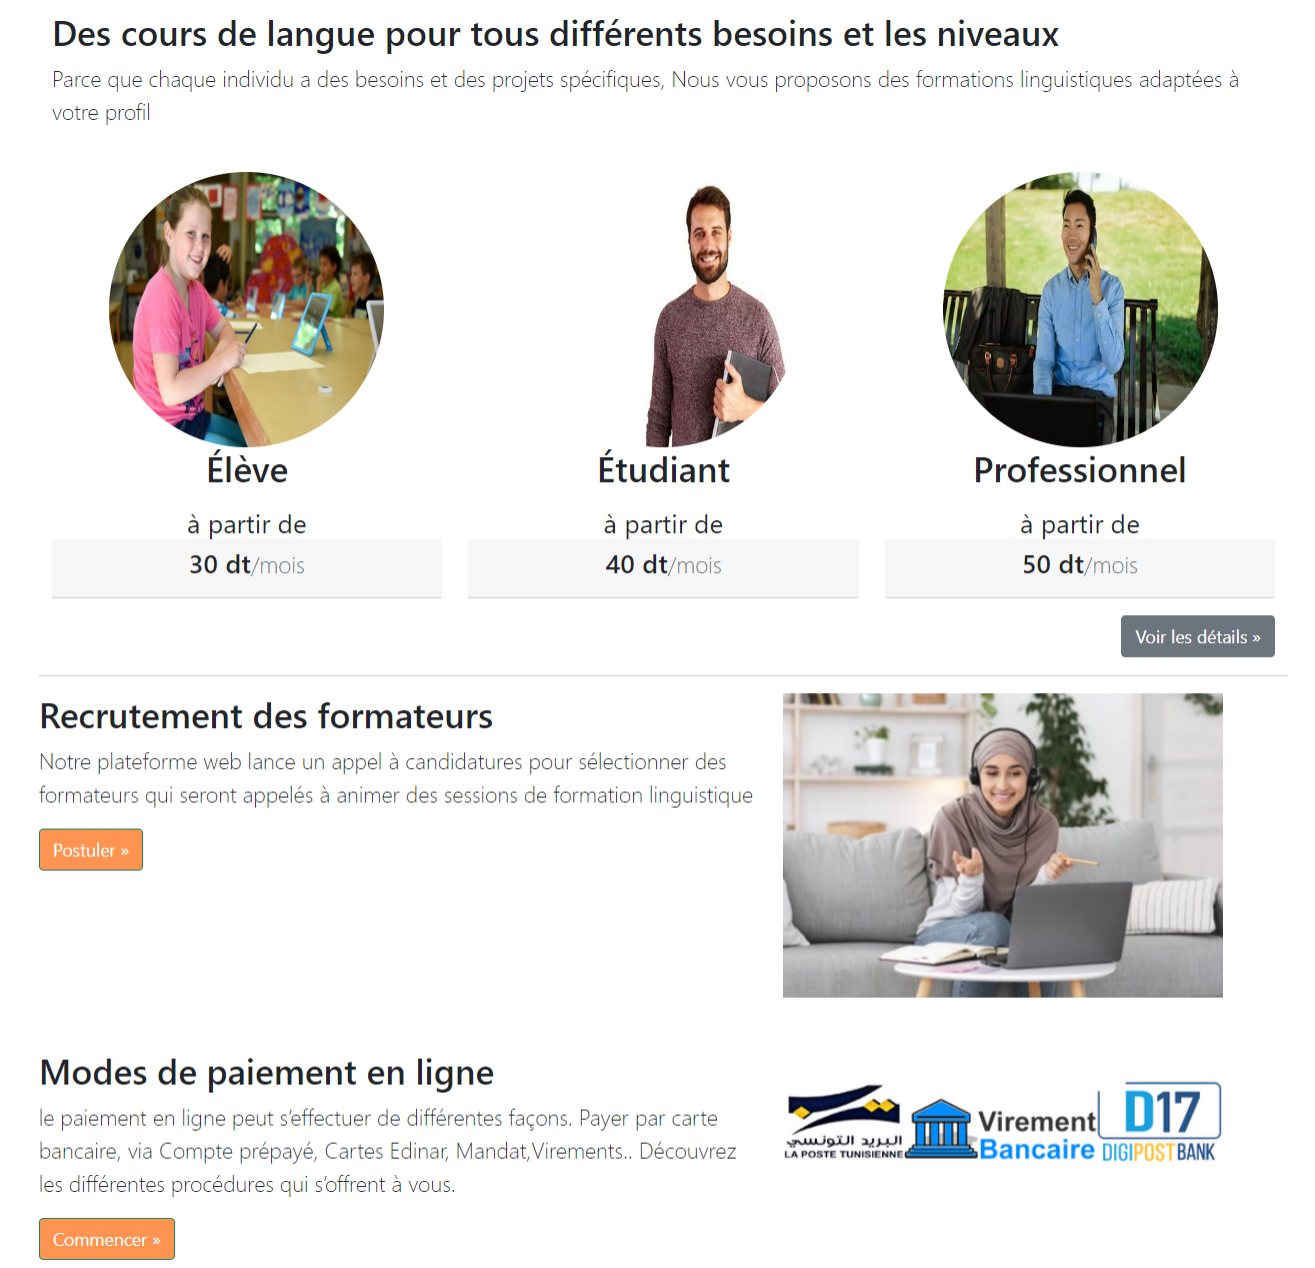 Des cours de langue pour tous différents besoins et les niveaux
Parce que chaque individu a des besoins et des projets spécifiques, Nous vous proposons des formations linguistiques adaptées à
votre profil
Élève
à partir de
30 dt/mois
Étudiant
à partir de
40 dt/mois
Professionnel
à partir de
50 dt/mois
Voir les détails »
Recrutement des formateurs
Notre plateforme web lance un appel à candidatures pour sélectionner des
formateurs qui seront appelés à animer des sessions de formation linguistique
Postuler »
Modes de paiement en ligne
le paiement en ligne peut s’effectuer de différentes façons. Payer par carte
bancaire, via Compte prépayé, Cartes Edinar, Mandat,Virements.. Découvrez
les différentes procédures qui s’offrent à vous.
Commencer »
البريد التونسي
LA POSTE TUNISIENNE
Virement
Bancaire
D17
DIGIPOSTBANK